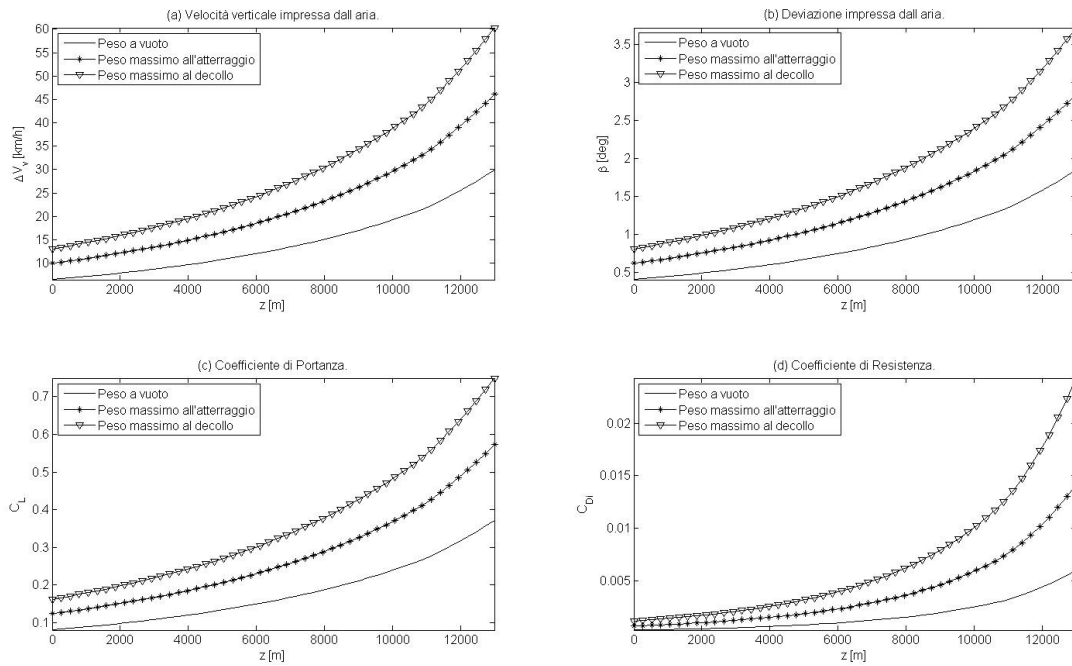 (a) Velocità verticale impressa dall aria.
60
55
50
45
40
35
30
25
20
15
10
ΔV_v [km/h]
Peso a vuoto
Peso massimo all'atterraggio
Peso massimo al decollo
0 2000 4000 6000 8000 10000 12000
z [m]
(b) Deviazione impressa dall aria.
3.5
3
2.5
2
1.5
1
0.5
β [deg]
Peso a vuoto
Peso massimo all'atterraggio
Peso massimo al decollo
0 2000 4000 6000 8000 10000 12000
z [m]
(c) Coefficiente di Portanza.
0.7
0.6
0.5
0.4
0.3
0.2
0.1
C_L
Peso a vuoto
Peso massimo all'atterraggio
Peso massimo al decollo
0 2000 4000 6000 8000 10000 12000
z [m]
(d) Coefficiente di Resistenza.
0.02
0.015
0.01
0.005
C_Di
Peso a vuoto
Peso massimo all'atterraggio
Peso massimo al decollo
0 2000 4000 6000 8000 10000 12000
z [m]